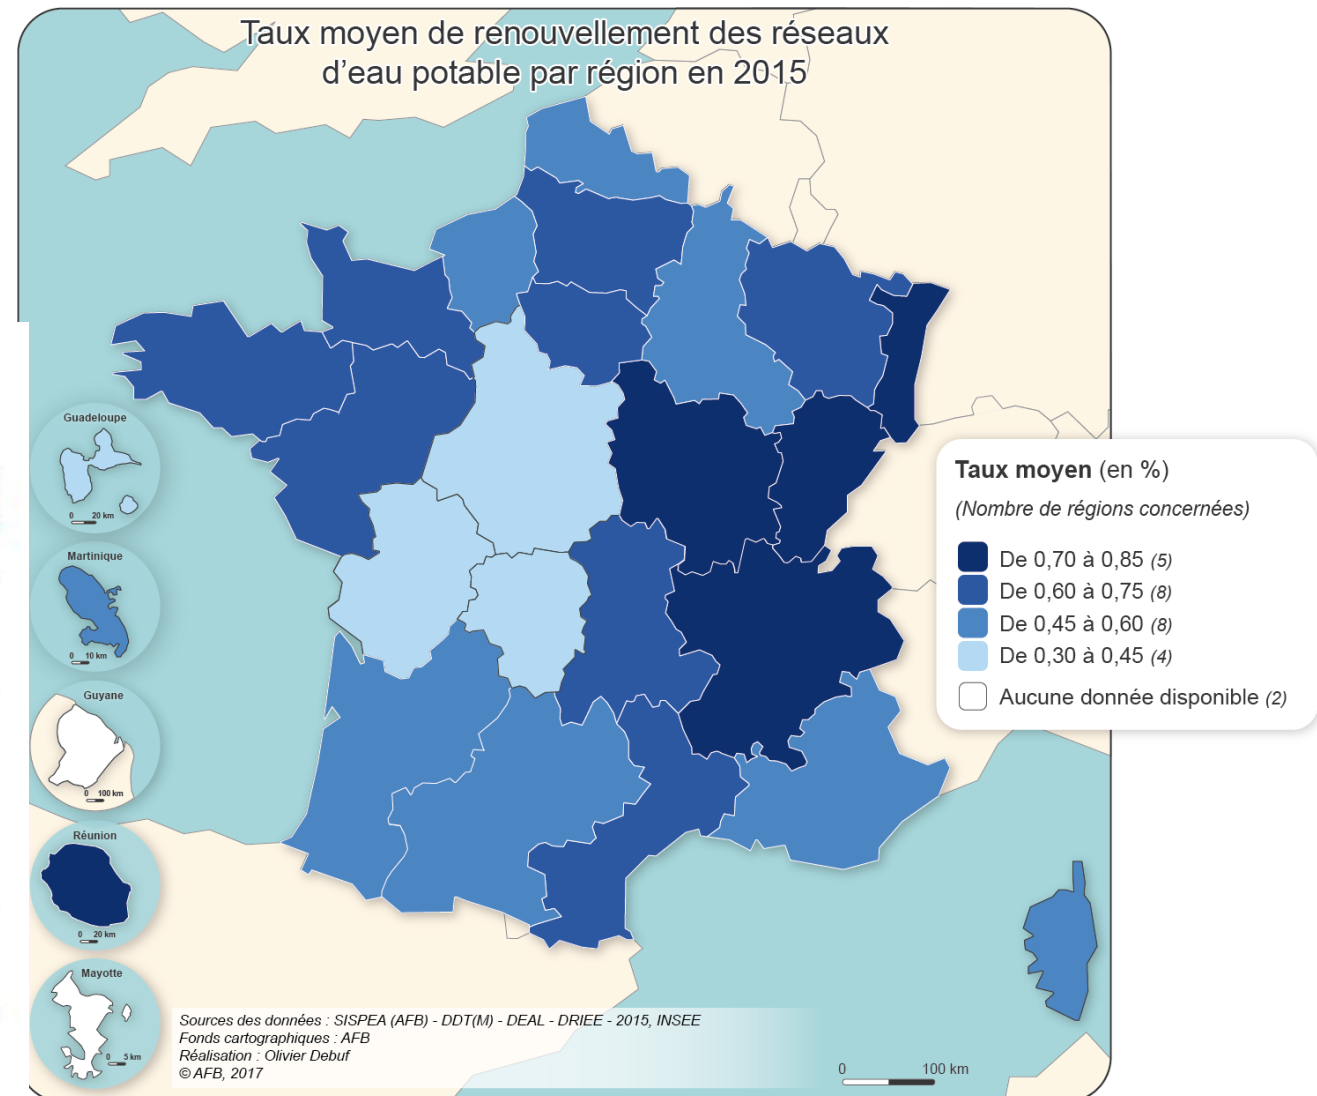 Taux moyen de renouvellement des réseaux
d'eau potable par région en 2015
Guadeloupe
0 20 km
Martinique
0 10 km
Guyane
0 100 km
Réunion
0 20 km
Mayotte
0 5 km
Taux moyen (en %)
(Nombre de régions concernées)
De 0,70 à 0,85 (5)
De 0,60 à 0,75 (8)
De 0,45 à 0,60 (8)
De 0,30 à 0,45 (4)
Aucune donnée disponible (2)
Sources des données : SISPEA (AFB) - DDT(M) - DEAL - DRIEE - 2015, INSEE
Fonds cartographiques : AFB
Réalisation : Olivier Debuf
© AFB, 2017
0 100 km